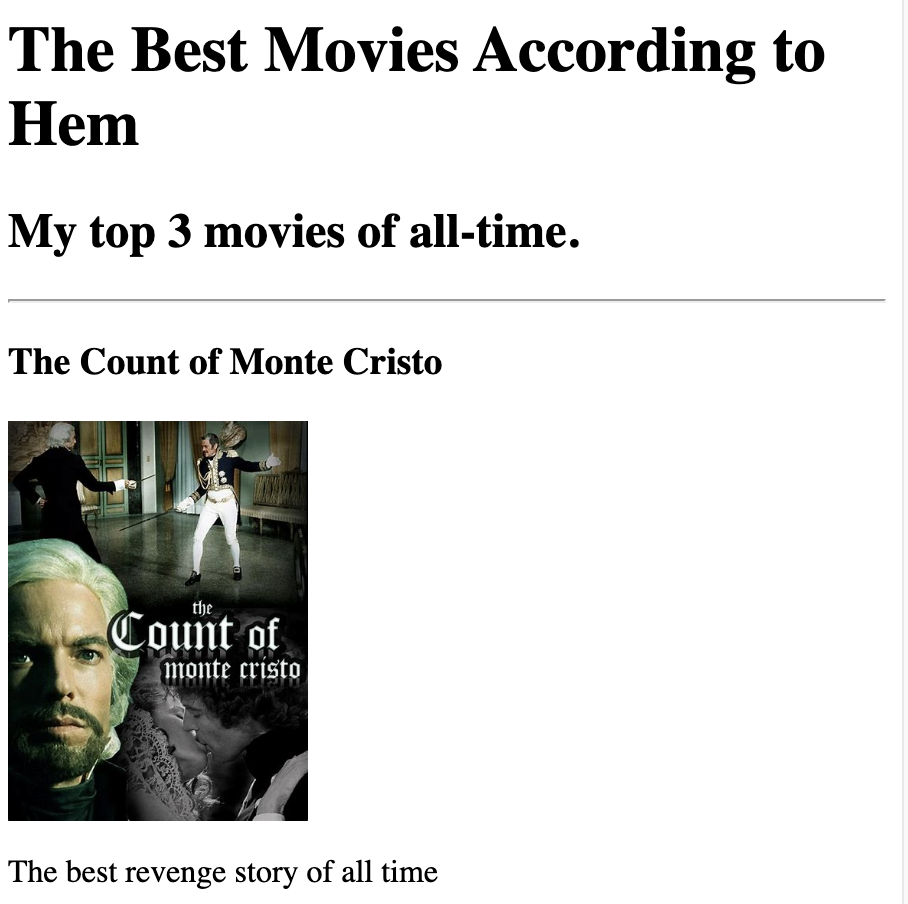 The Best Movies According to
Hem
My top 3 movies of all-time.
The Count of Monte Cristo
the
Count of
monte cristo
The best revenge story of all time